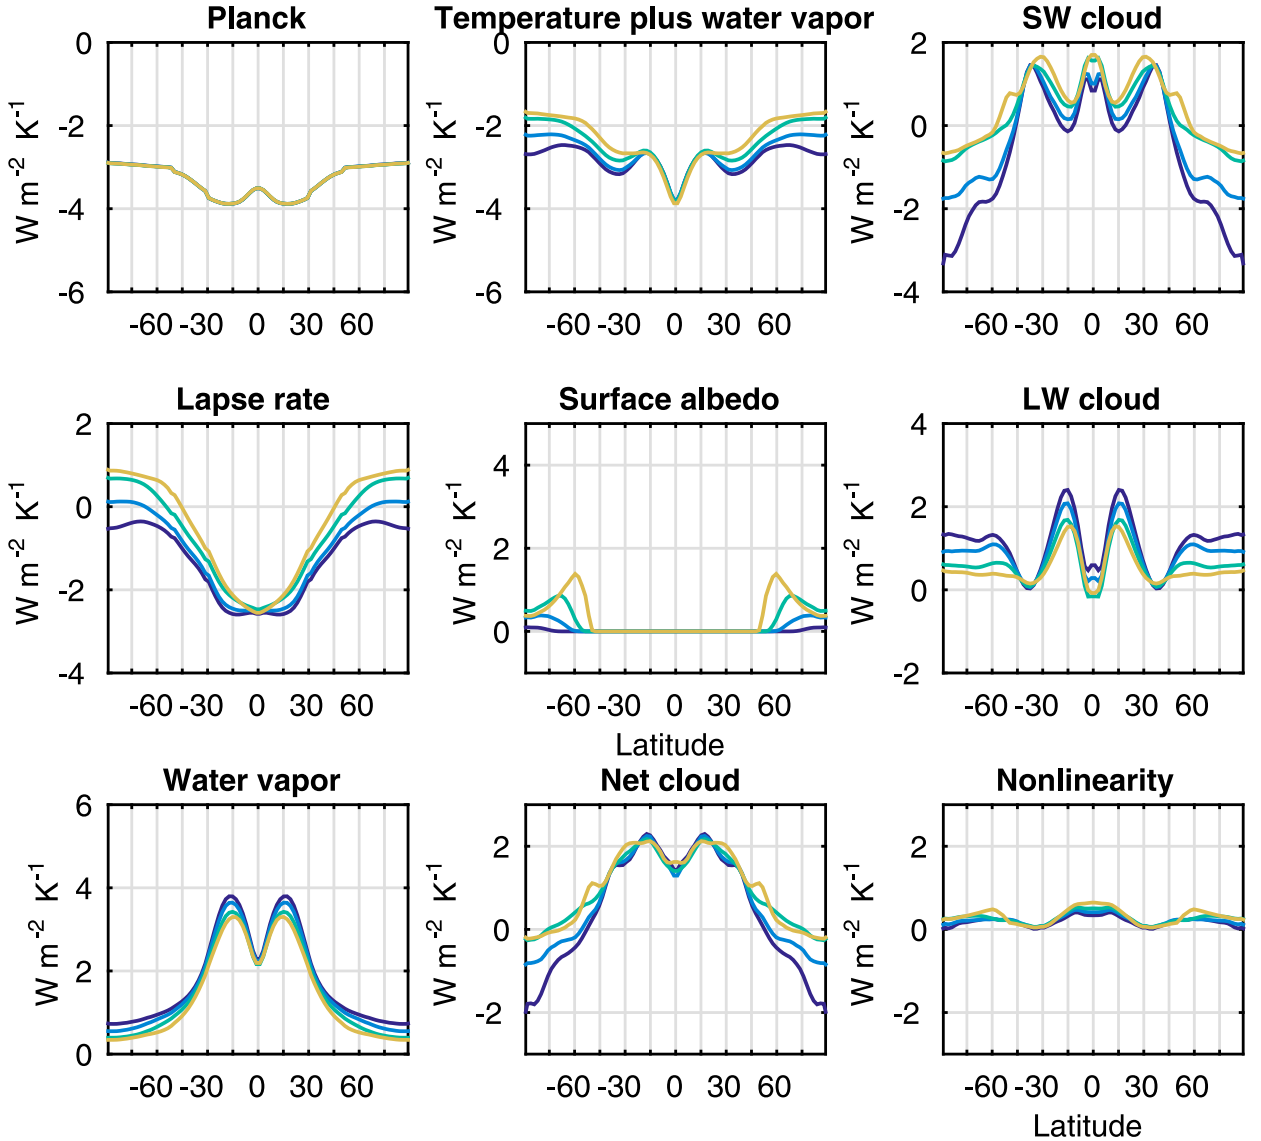 Planck
Temperature plus water vapor
SW cloud
0
-2
-4
-6
W m-2 K-1
-60 -30 0 30 60
0
-2
-4
-6
W m-2 K-1
-60 -30 0 30 60
2
0
-2
-4
W m-2 K-1
-60 -30 0 30 60
Lapse rate
Surface albedo
LW cloud
2
0
-2
-4
W m-2 K-1
-60 -30 0 30 60
4
2
0
W m-2 K-1
-60 -30 0 30 60
Latitude
4
2
0
-2
W m-2 K-1
-60 -30 0 30 60
Water vapor
Net cloud
Nonlinearity
6
4
2
0
W m-2 K-1
-60 -30 0 30 60
2
0
-2
W m-2 K-1
-60 -30 0 30 60
2
0
-2
W m-2 K-1
-60 -30 0 30 60
Latitude